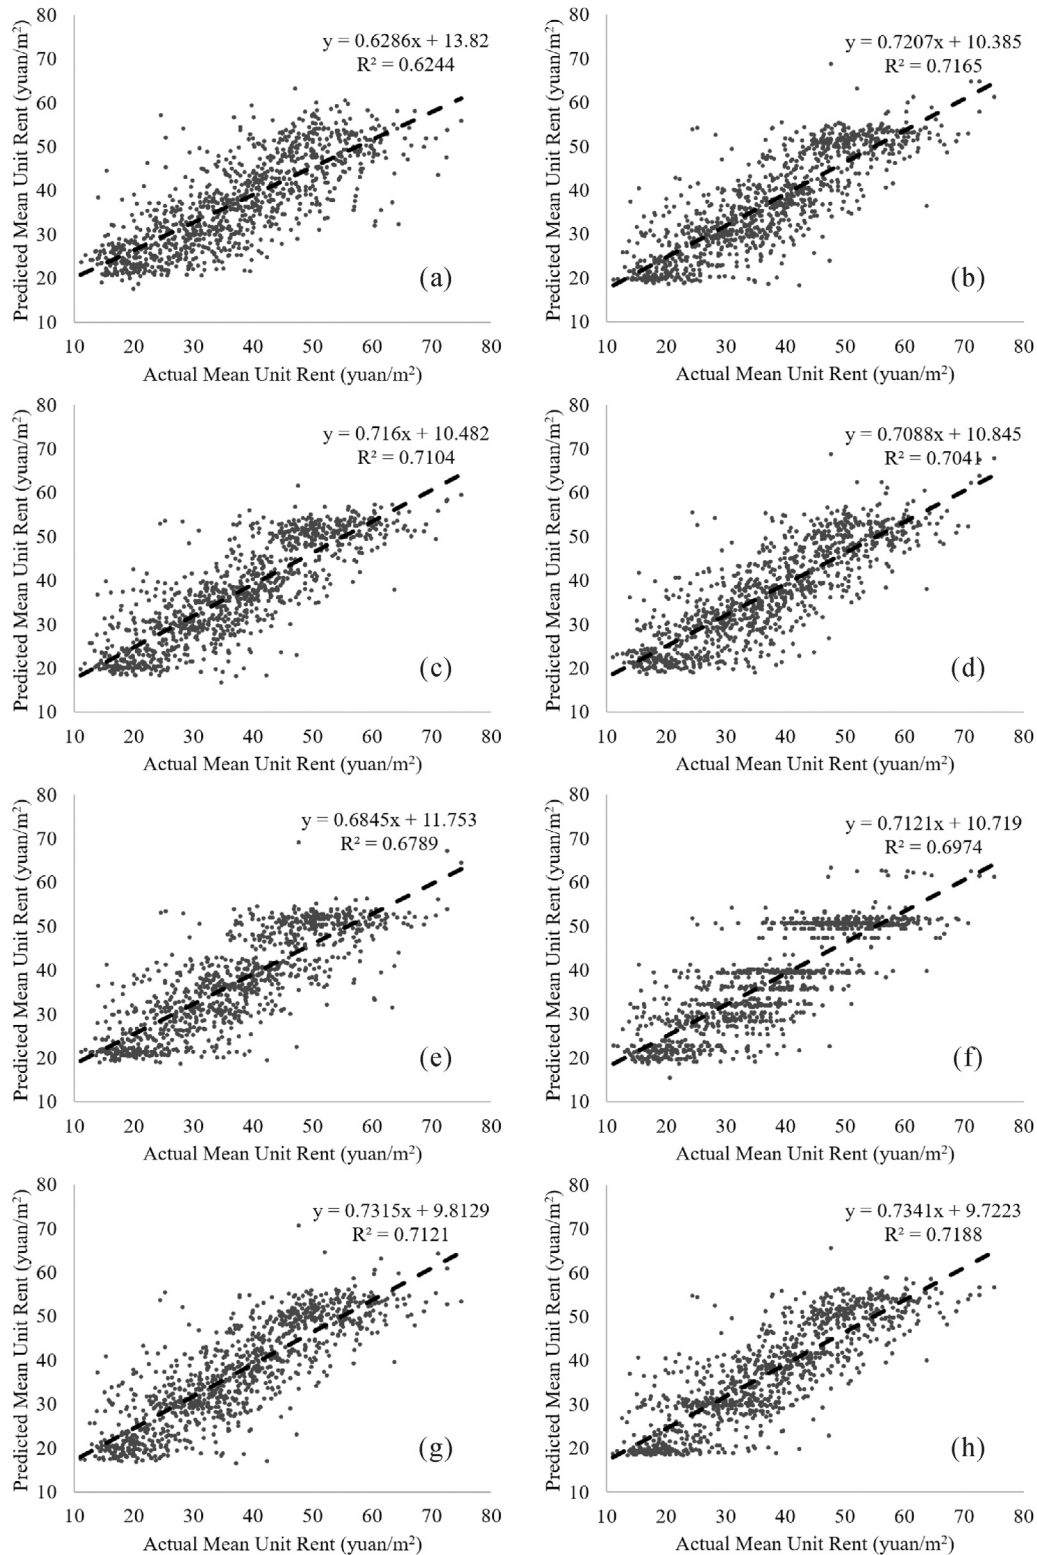 80
70
60
50
40
30
20
10
Predicted Mean Unit Rent (yuan/m²)
y = 0.6286x + 13.82
R² = 0.6244
(a)
10 20 30 40 50 60 70 80
Actual Mean Unit Rent (yuan/m²)
80
70
60
50
40
30
20
10
Predicted Mean Unit Rent (yuan/m²)
y = 0.7207x + 10.385
R² = 0.7165
(b)
10 20 30 40 50 60 70 80
Actual Mean Unit Rent (yuan/m²)
80
70
60
50
40
30
20
10
Predicted Mean Unit Rent (yuan/m²)
y = 0.716x + 10.482
R² = 0.7104
(c)
10 20 30 40 50 60 70 80
Actual Mean Unit Rent (yuan/m²)
80
70
60
50
40
30
20
10
Predicted Mean Unit Rent (yuan/m²)
y = 0.7088x + 10.845
R² = 0.7041
(d)
10 20 30 40 50 60 70 80
Actual Mean Unit Rent (yuan/m²)
80
70
60
50
40
30
20
10
Predicted Mean Unit Rent (yuan/m²)
y = 0.6845x + 11.753
R² = 0.6789
(e)
10 20 30 40 50 60 70 80
Actual Mean Unit Rent (yuan/m²)
80
70
60
50
40
30
20
10
Predicted Mean Unit Rent (yuan/m²)
y = 0.7121x + 10.719
R² = 0.6974
(f)
10 20 30 40 50 60 70 80
Actual Mean Unit Rent (yuan/m²)
80
70
60
50
40
30
20
10
Predicted Mean Unit Rent (yuan/m²)
y = 0.7315x + 9.8129
R² = 0.7121
(g)
10 20 30 40 50 60 70 80
Actual Mean Unit Rent (yuan/m²)
80
70
60
50
40
30
20
10
Predicted Mean Unit Rent (yuan/m²)
y = 0.7341x + 9.7223
R² = 0.7188
(h)
10 20 30 40 50 60 70 80
Actual Mean Unit Rent (yuan/m²)